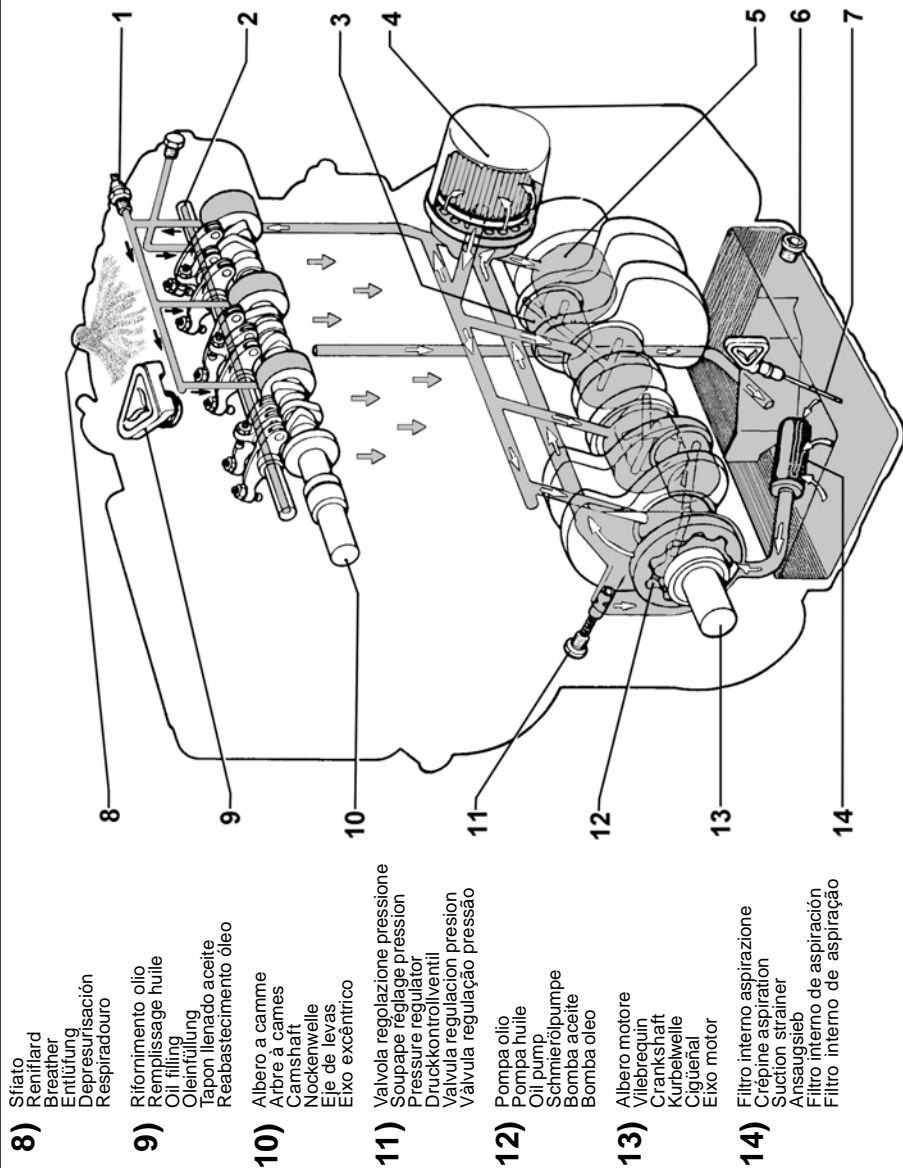 8)
Sfiato
Reniflard
Breather
Entlüfung
Depresurisación
Respiradouro
9)
Rifornimento olio
Remplissage huile
Oil filling
Oleinfüllung
Tapon llenado aceite
Reabastecimento óleo
10)
Albero a camme
Arbre à cames
Camshaft
Nockenwelle
Eje de levas
Eixo excéntrico
11)
Valvola regolazione pressione
Soupape réglage pression
Pressure regulator
Druckkontrollventil
Valvula regulacion presion
Vàlvula regulação pressão
12)
Pompa olio
Pompa huile
Oil pump
Schmierölpumpe
Bomba aceite
Bomba oleo
13)
Albero motore
Vilebrequin
Crankshaft
Kurbelwelle
Cigüeñal
Eixo motor
14)
Filtro interno aspirazione
Crépine aspiration
Suction strainer
Ansaugsieb
Filtro interno de aspiración
Filtro interno de aspiração
8
9
10
11
12
13
14
1
2
3
4
5
6
7